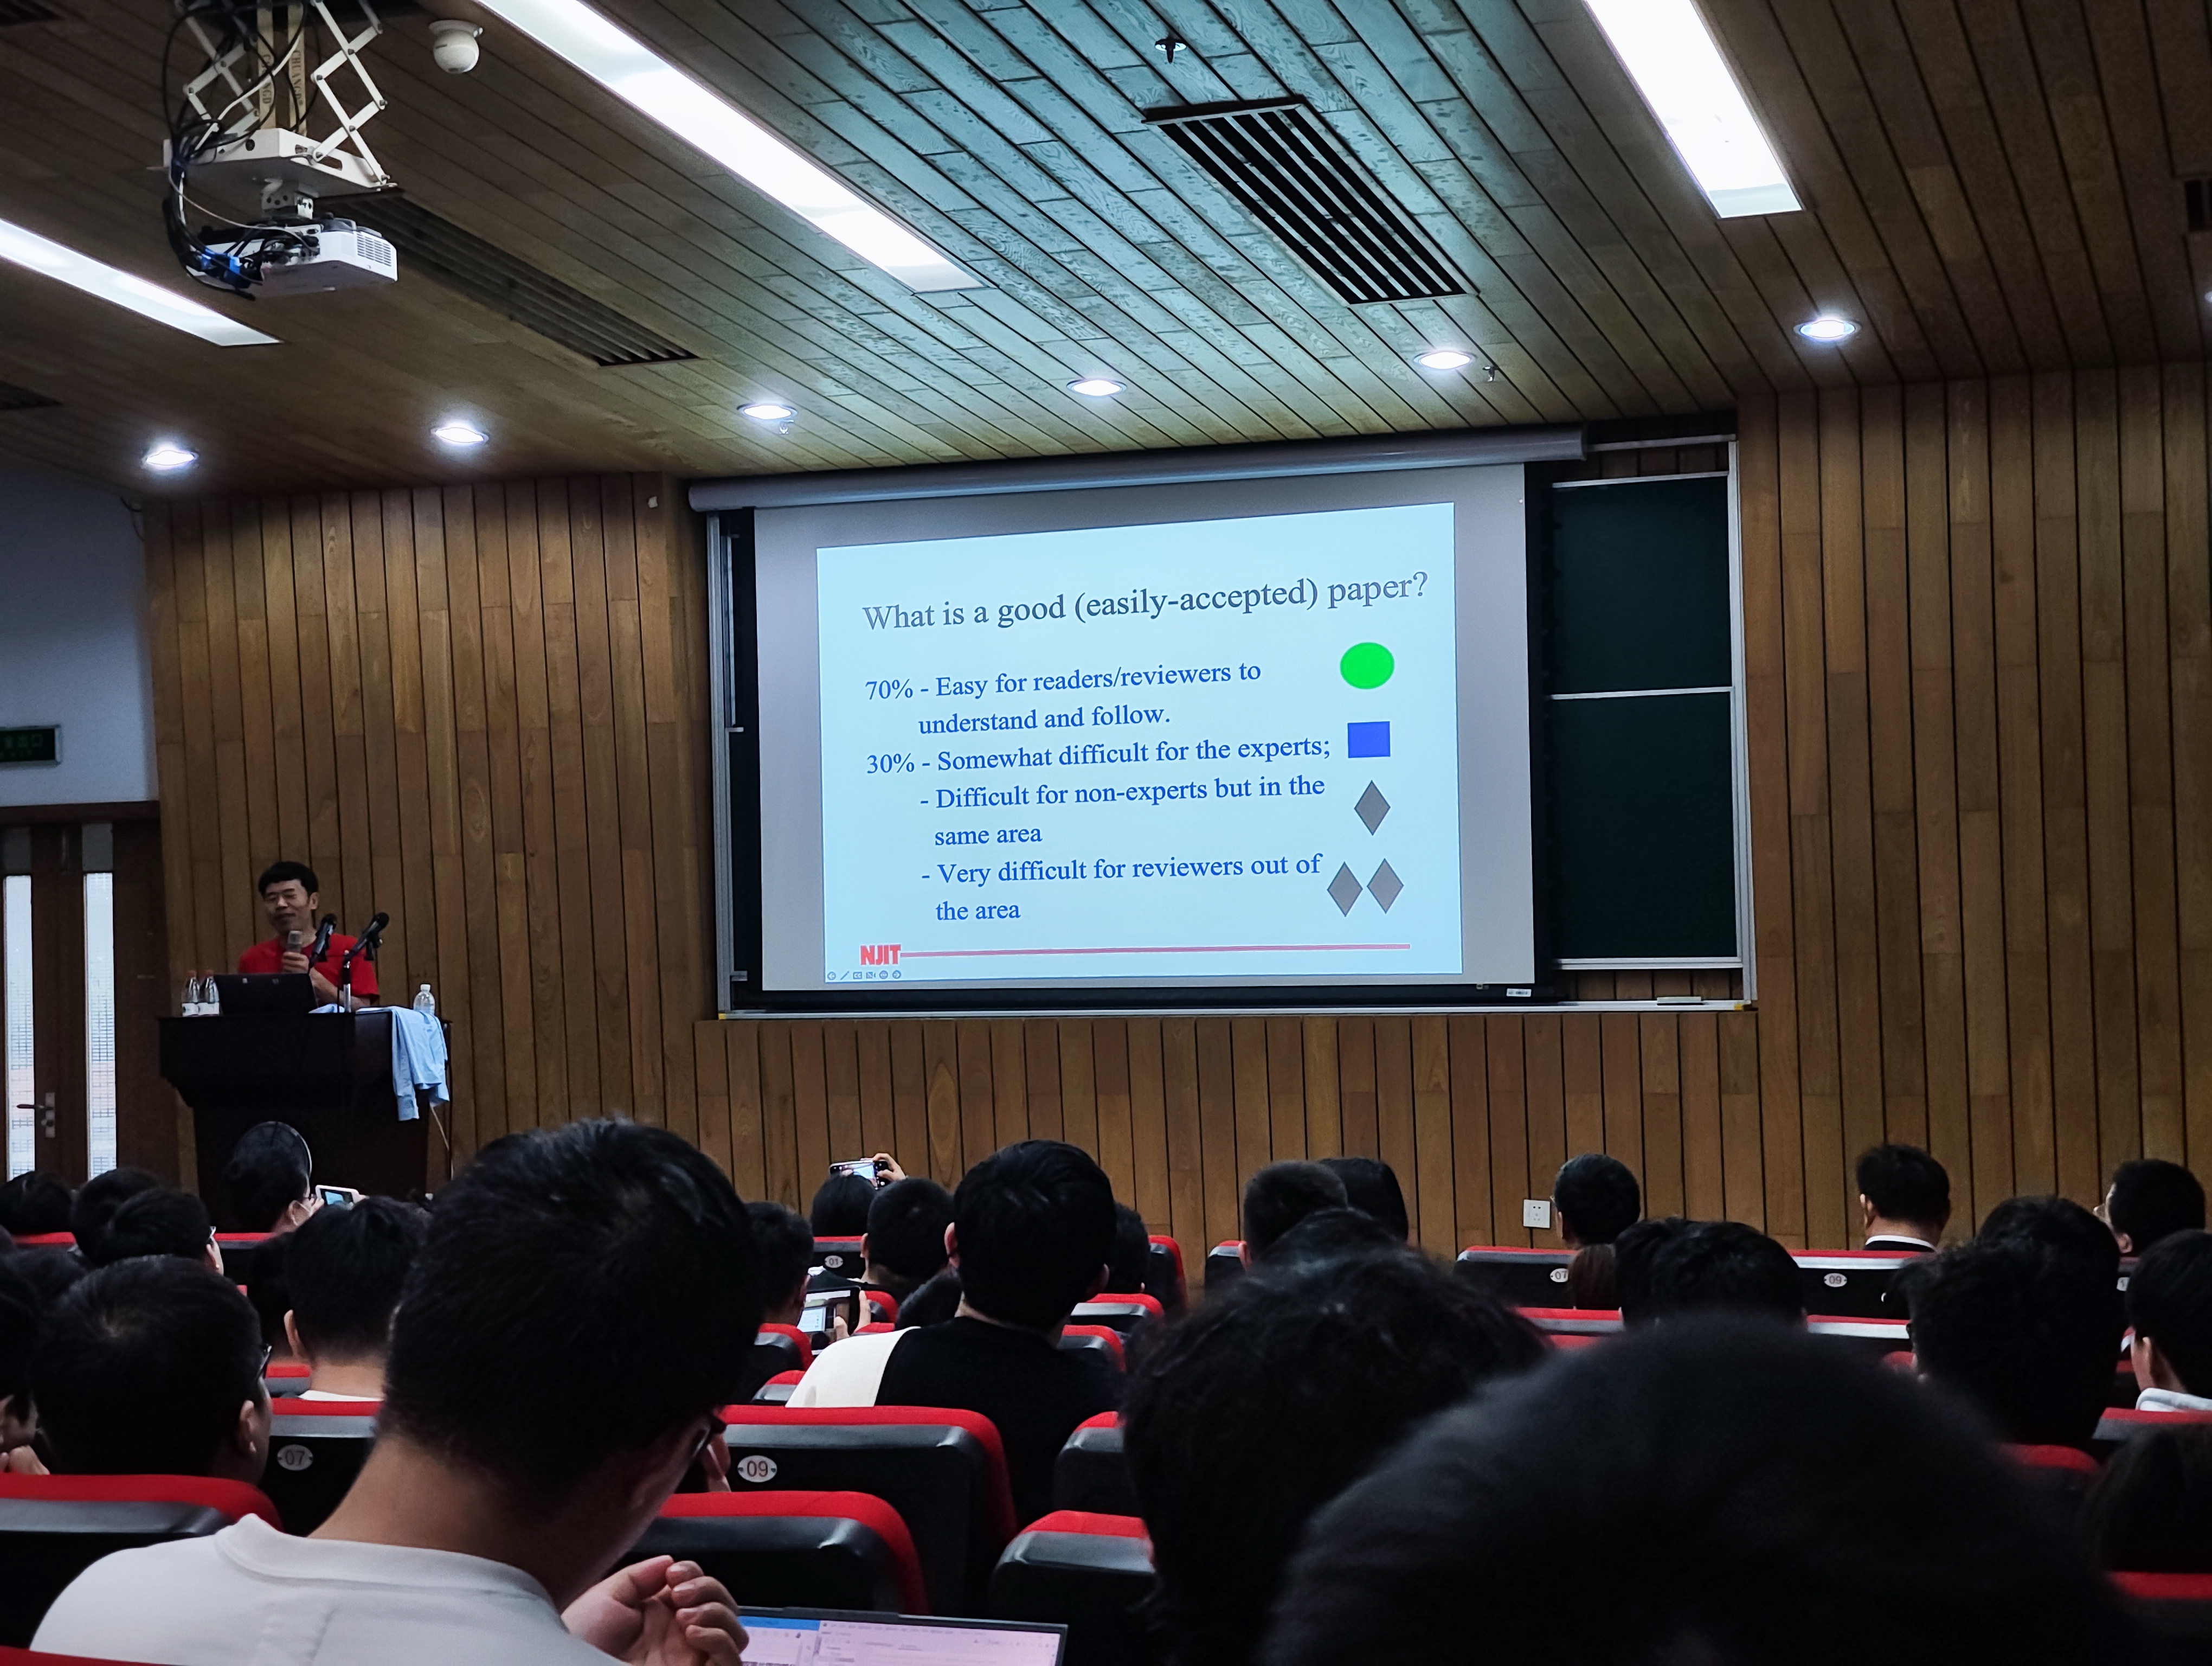 What is a good (easily-accepted) paper?
70% - Easy for readers/reviewers to
understand and follow.
30% - Somewhat difficult for the experts;
- Difficult for non-experts but in the
same area
- Very difficult for reviewers out of
the area
NJIT
01
07
09
07
09